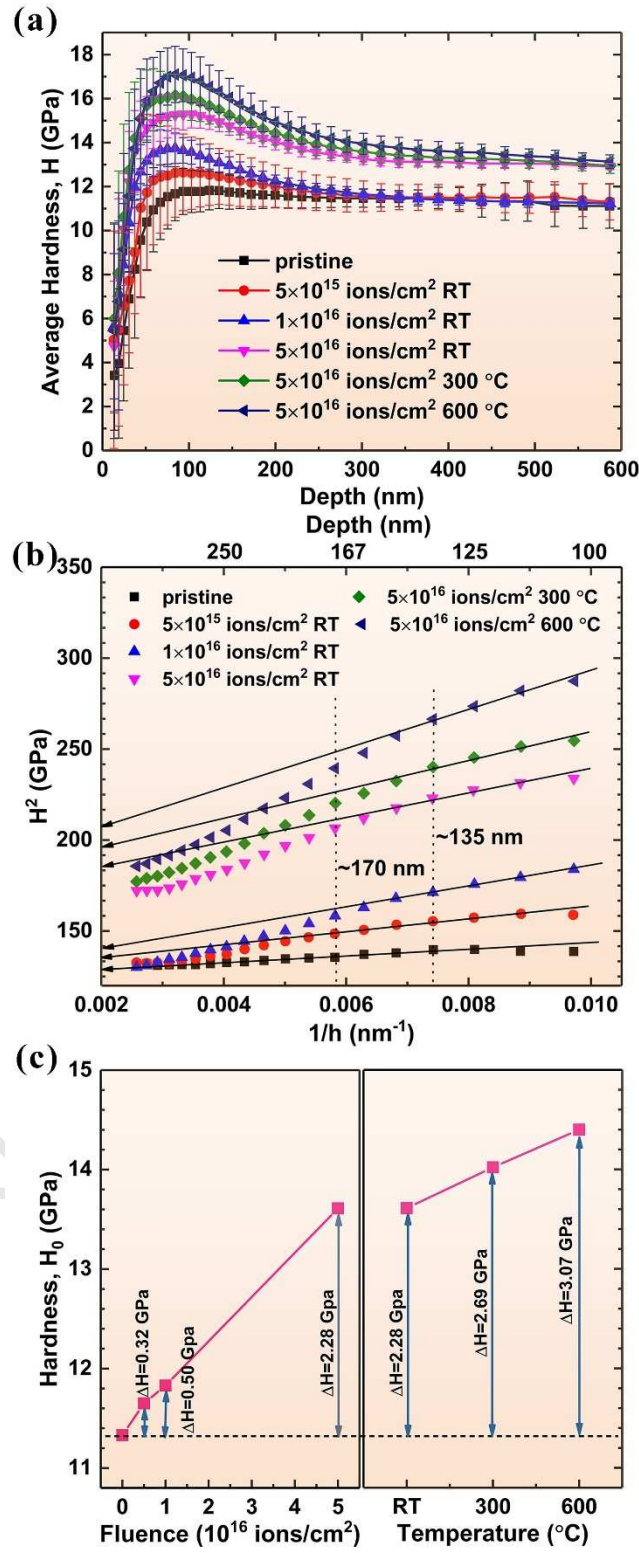 (a)
18
16
14
12
10
8
6
4
2
0
Average Hardness, H (GPa)
pristine
5×10¹⁵ ions/cm² RT
1×10¹⁶ ions/cm² RT
5×10¹⁶ ions/cm² RT
5×10¹⁶ ions/cm² 300 °C
5×10¹⁶ ions/cm² 600 °C
0 100 200 300 400 500 600
Depth (nm)
(b)
Depth (nm)
250 167 125 100
350
300
250
200
150
H² (GPa)
pristine
5×10¹⁵ ions/cm² RT
1×10¹⁶ ions/cm² RT
5×10¹⁶ ions/cm² RT
5×10¹⁶ ions/cm² 300 °C
5×10¹⁶ ions/cm² 600 °C
~170 nm
~135 nm
0.002 0.004 0.006 0.008 0.010
1/h (nm⁻¹)
(c)
15
14
13
12
11
Hardness, H₀ (GPa)
ΔH=0.32 GPa
ΔH=0.50 Gpa
ΔH=2.28 Gpa
ΔH=2.28 GPa
ΔH=2.69 GPa
ΔH=3.07 GPa
0 1 2 3 4 5
RT 300 600
Fluence (10¹⁶ ions/cm²)
Temperature (°C)